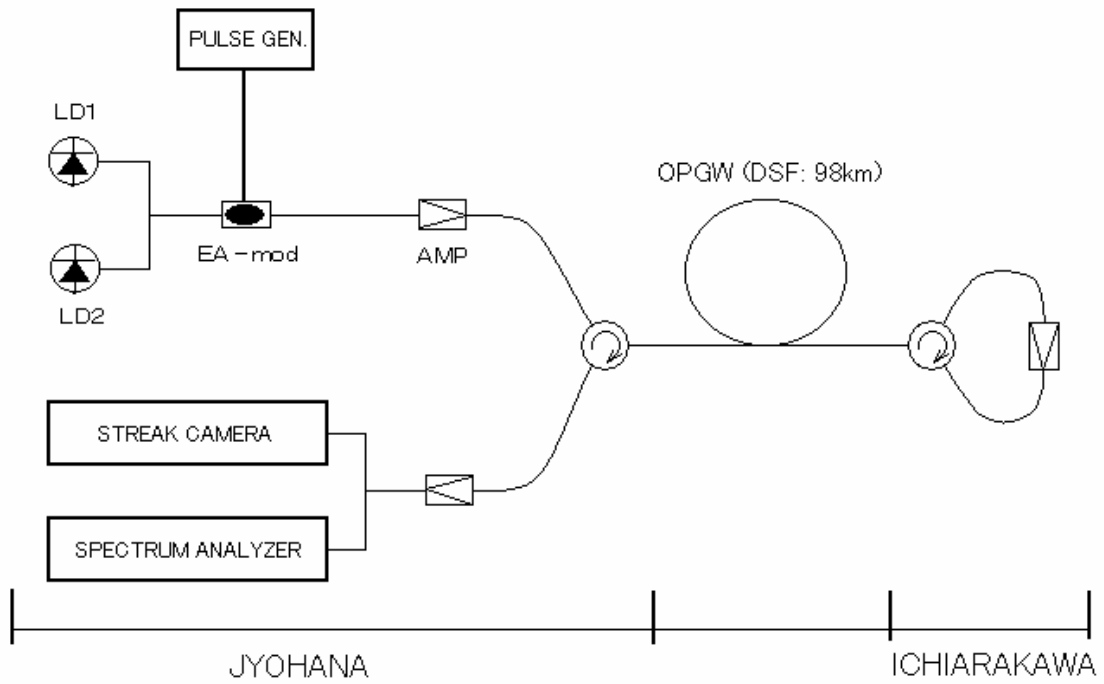 PULSE GEN.
LD1
OPGW (DSF: 98km)
EA-mod
AMP
LD2
STREAK CAMERA
SPECTRUM ANALYZER
JYOHANA
ICHIARAKAWA